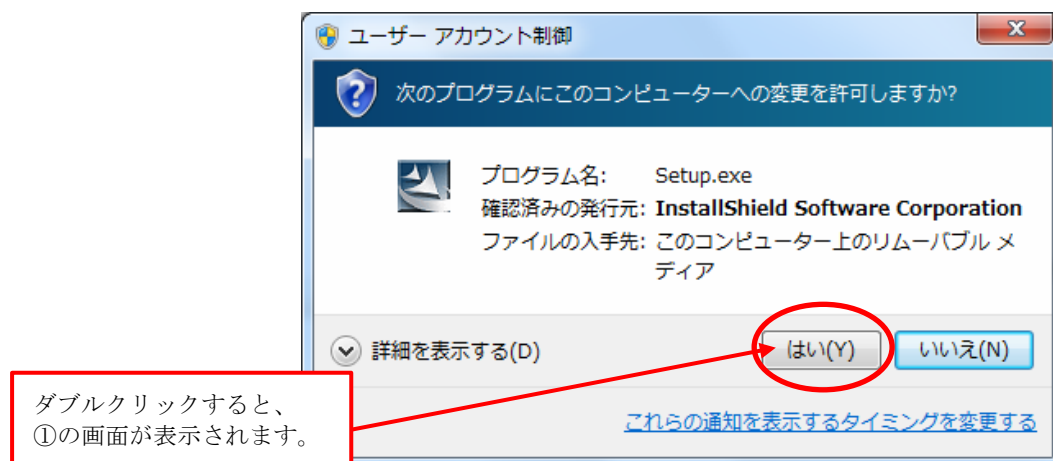 ユーザー アカウント制御
次のプログラムにこのコンピューターへの変更を許可しますか?
プログラム名: Setup.exe
確認済みの発行元: InstallShield Software Corporation
ファイルの入手先: このコンピューター上のリムーバブル メ
ディア
詳細を表示する(D)
はい(Y)
いいえ(N)
ダブルクリックすると、
①の画面が表示されます。
これらの通知を表示するタイミングを変更する